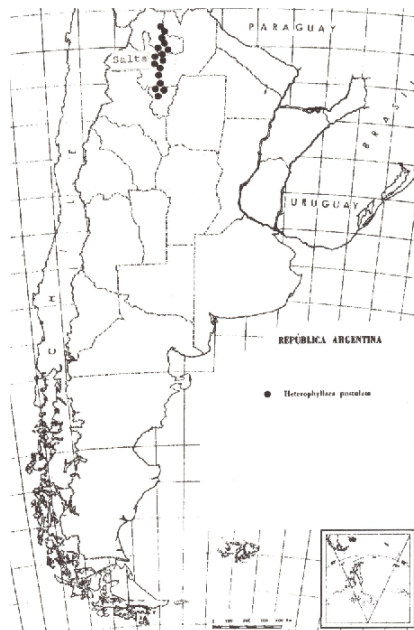 PARAGUAY
Salta
BRASIL
URUGUAY
CHILE
REPÚBLICA ARGENTINA
Heterophyllaea pustulata